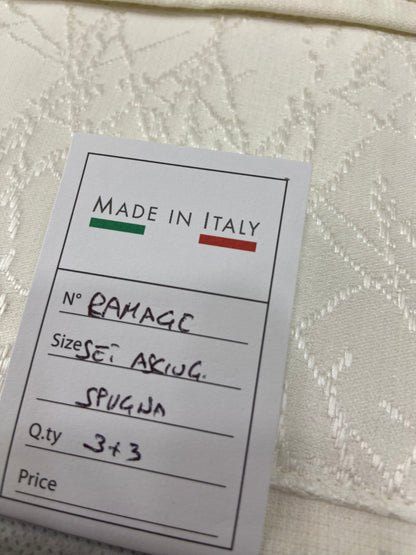 MADE IN ITALY
N° RAMAGE
Size SET ASCIUG.
SPUGNA
Q.ty 3+3
Price